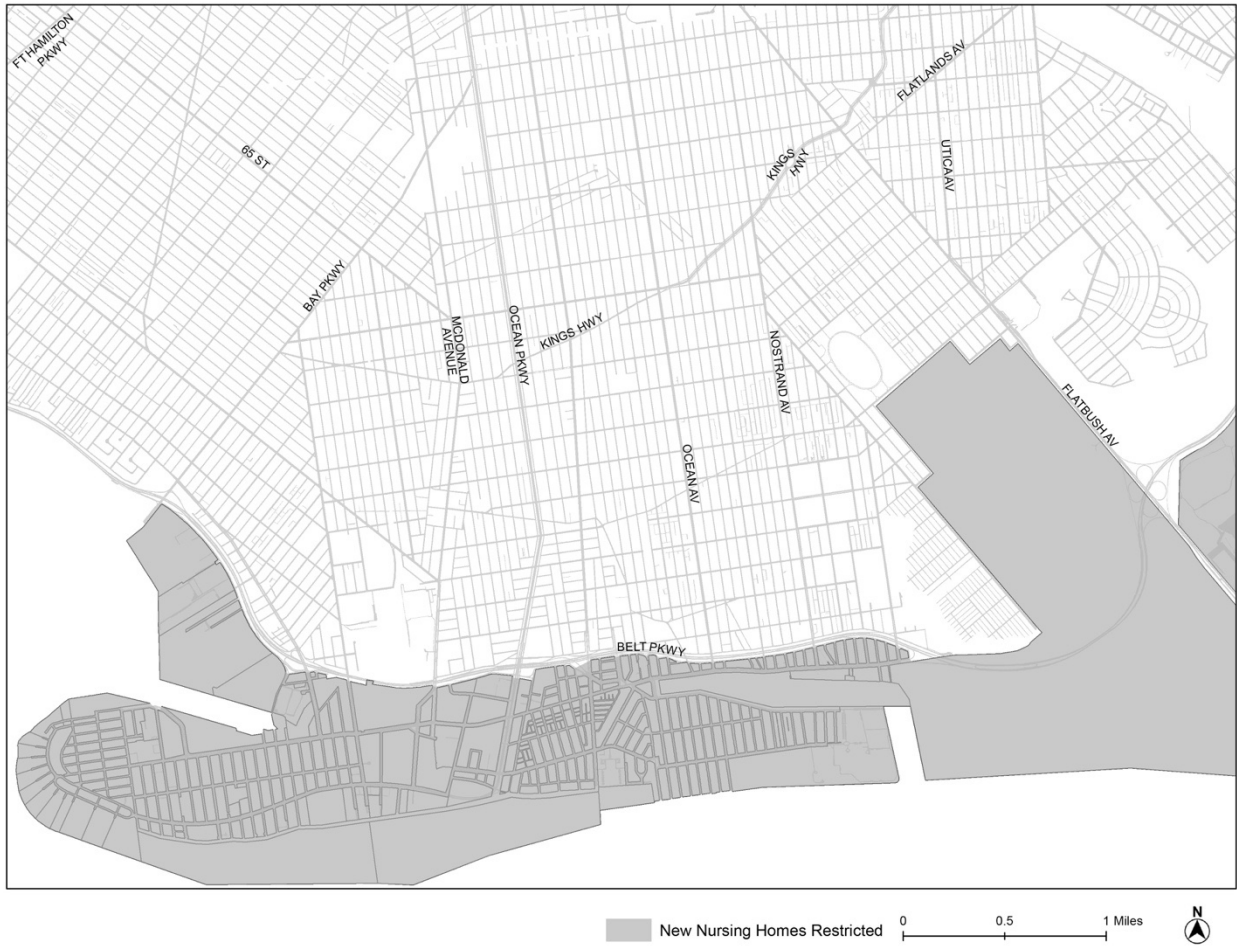 FT HAMILTON
PKWY
FLATLANDS AV
65 ST
KINGS
HWY
UTICA AV
BAY PKWY
MCDONALD
AVENUE
OCEAN PKWY
KINGS HWY
NOSTRAND AV
FLATBUSH AV
OCEAN AV
BELT PKWY
New Nursing Homes Restricted
0 0.5 1 Miles
N